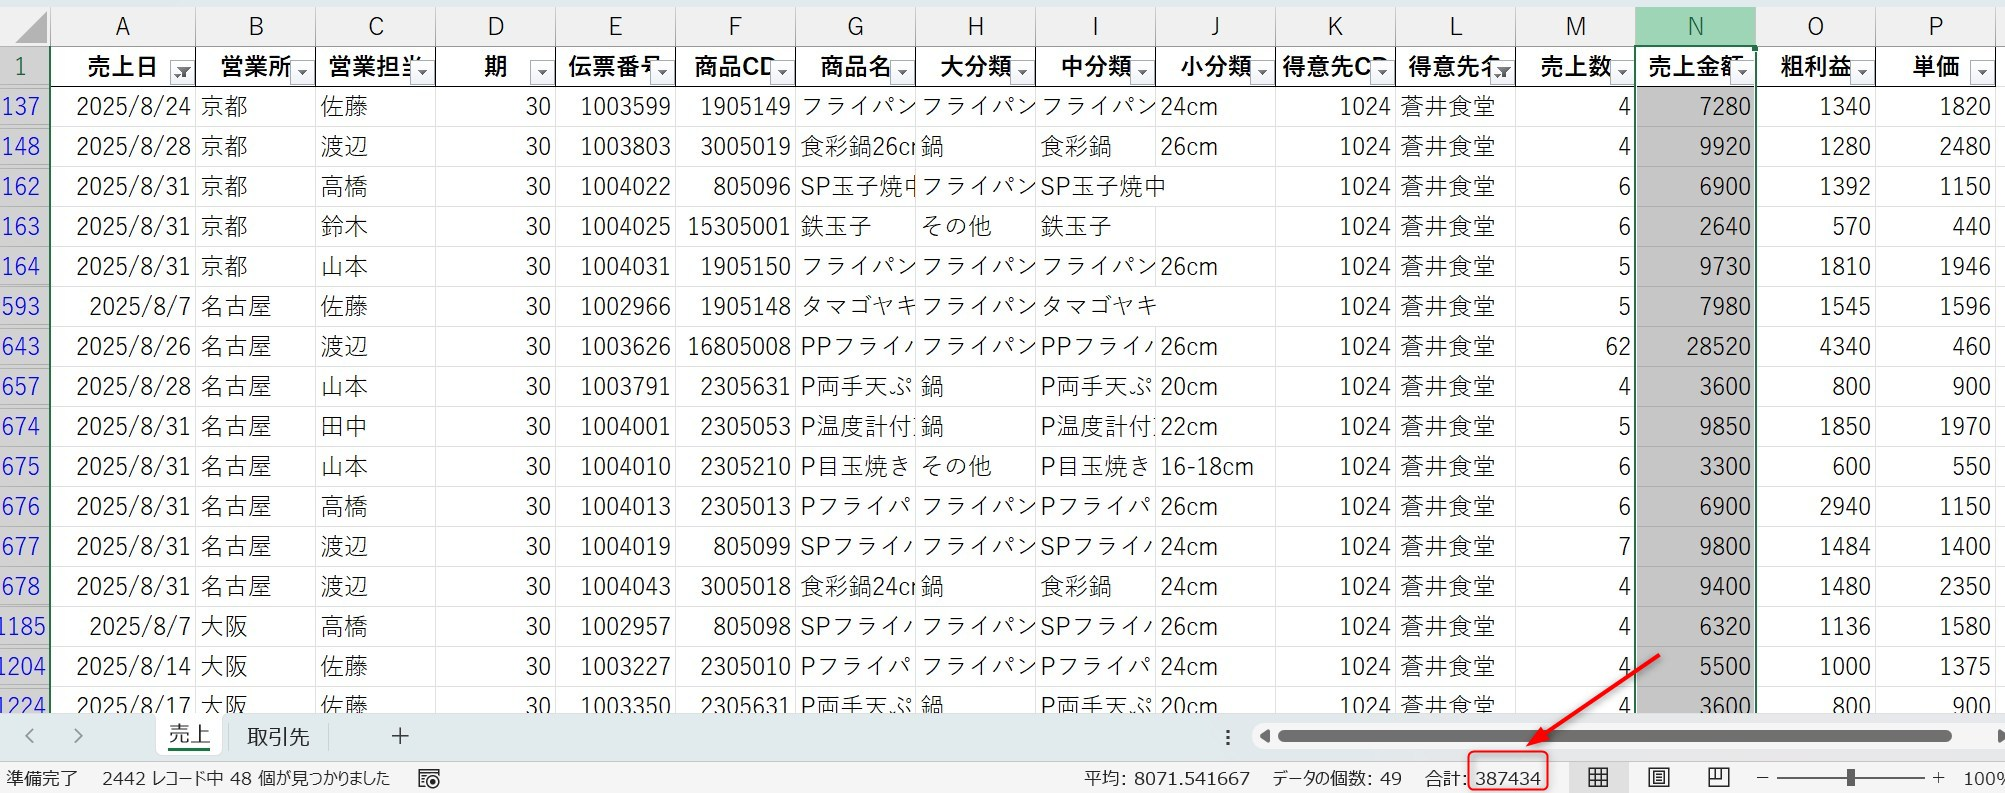 A B C D E F G H I J K L M N O P
1 売上日 営業所 営業担当 期 伝票番号 商品CD 商品名 大分類 中分類 小分類 得意先CD 得意先名 売上数 売上金額 粗利益 単価
137 2025/8/24 京都 佐藤 30 1003599 1905149 フライパン フライパン フライパン 24cm 1024 蒼井食堂 4 7280 1340 1820
148 2025/8/28 京都 渡辺 30 1003803 3005019 食彩鍋26cm 鍋 食彩鍋 26cm 1024 蒼井食堂 4 9920 1280 2480
162 2025/8/31 京都 高橋 30 1004022 805096 SP玉子焼中 フライパン SP玉子焼中 1024 蒼井食堂 6 6900 1392 1150
163 2025/8/31 京都 鈴木 30 1004025 15305001 鉄玉子 その他 鉄玉子 1024 蒼井食堂 6 2640 570 440
164 2025/8/31 京都 山本 30 1004031 1905150 フライパン フライパン フライパン 26cm 1024 蒼井食堂 5 9730 1810 1946
593 2025/8/7 名古屋 佐藤 30 1002966 1905148 タマゴヤキ フライパン タマゴヤキ 1024 蒼井食堂 5 7980 1545 1596
643 2025/8/26 名古屋 渡辺 30 1003626 16805008 PPフライパ フライパン PPフライパ 26cm 1024 蒼井食堂 62 28520 4340 460
657 2025/8/28 名古屋 山本 30 1003791 2305631 P両手天ぷ 鍋 P両手天ぷ 20cm 1024 蒼井食堂 4 3600 800 900
674 2025/8/31 名古屋 田中 30 1004001 2305053 P温度計付 鍋 P温度計付 22cm 1024 蒼井食堂 5 9850 1850 1970
675 2025/8/31 名古屋 山本 30 1004010 2305210 P目玉焼き その他 P目玉焼き 16-18cm 1024 蒼井食堂 6 3300 600 550
676 2025/8/31 名古屋 高橋 30 1004013 2305013 Pフライパ フライパン Pフライパ 26cm 1024 蒼井食堂 6 6900 2940 1150
677 2025/8/31 名古屋 渡辺 30 1004019 805099 SPフライパ フライパン SPフライパ 24cm 1024 蒼井食堂 7 9800 1484 1400
678 2025/8/31 名古屋 渡辺 30 1004043 3005018 食彩鍋24cm 鍋 食彩鍋 24cm 1024 蒼井食堂 4 9400 1480 2350
1185 2025/8/7 大阪 高橋 30 1002957 805098 SPフライパ フライパン SPフライパ 26cm 1024 蒼井食堂 4 6320 1136 1580
1204 2025/8/14 大阪 佐藤 30 1003227 2305010 Pフライパ フライパン Pフライパ 24cm 1024 蒼井食堂 4 5500 1000 1375
1224 2025/8/17 大阪 佐藤 30 1003350 2305631 P両手天ぷ 鍋 P両手天ぷ 20cm 1024 蒼井食堂 4 3600 800 900
売上 取引先
準備完了 2442 レコード中 48 個が見つかりました 平均: 8071.541667 データの個数: 49 合計: 387434 100%